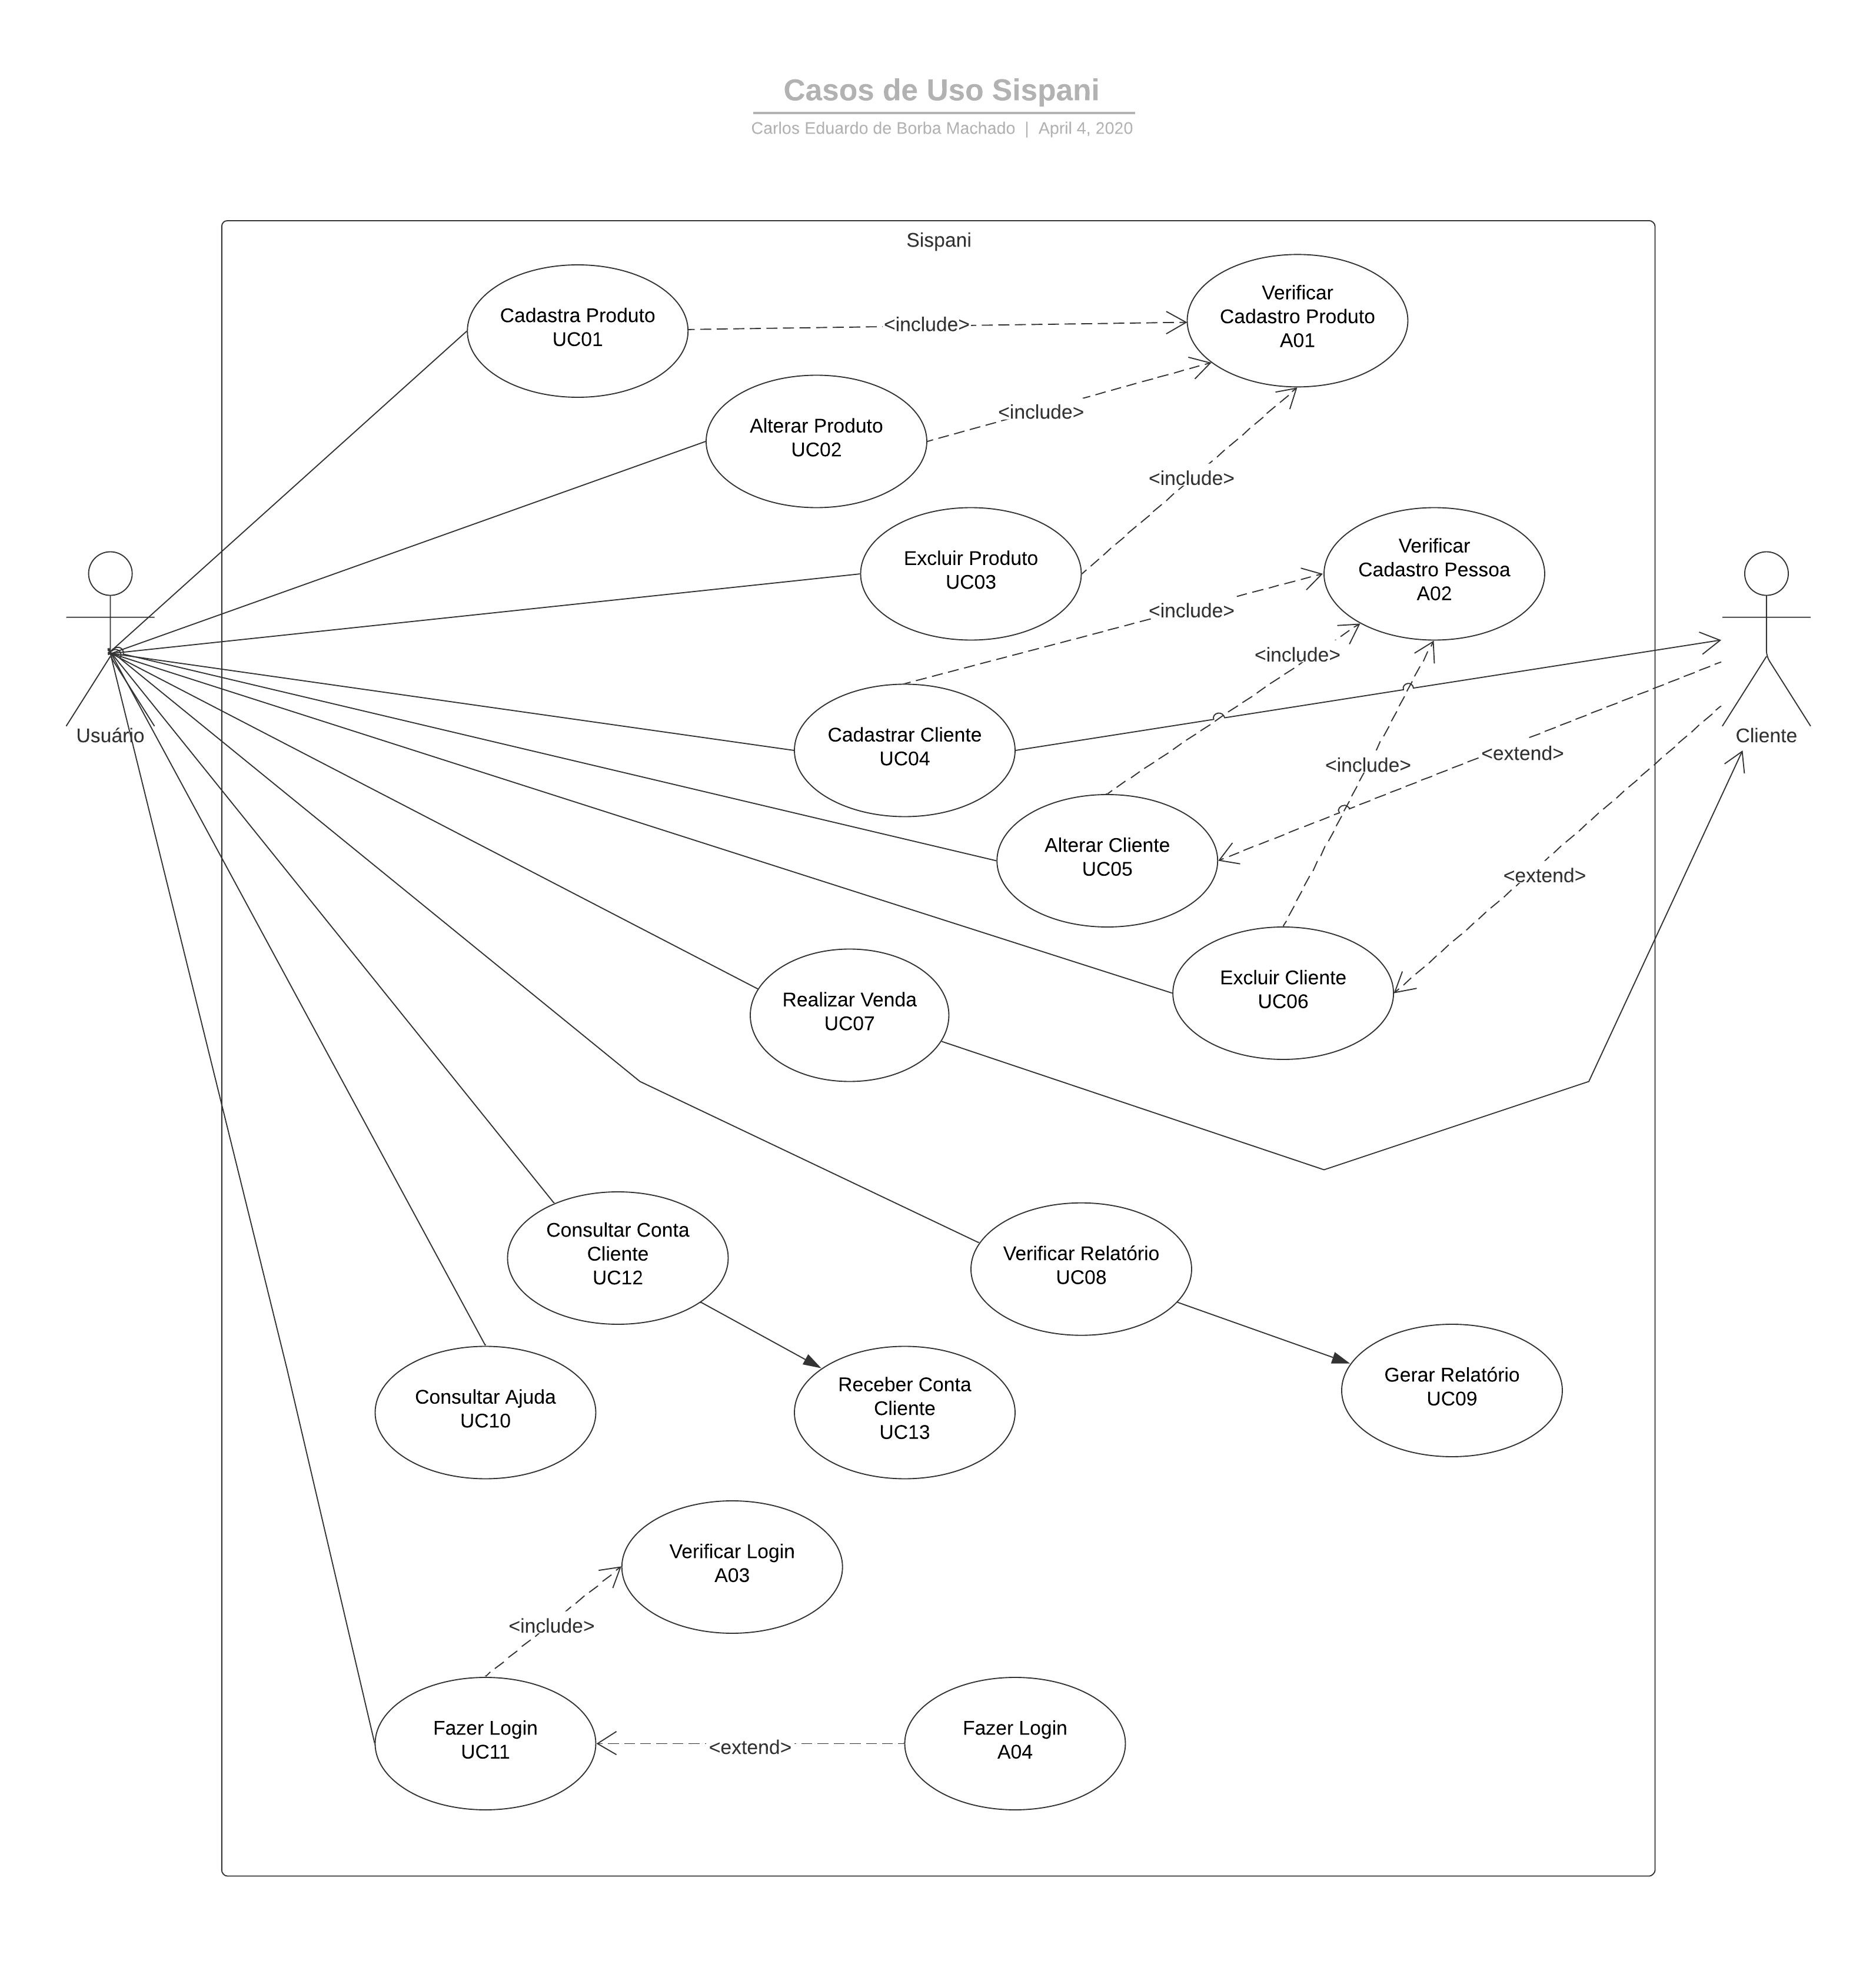 Casos de Uso Sispani
Carlos Eduardo de Borba Machado | April 4, 2020
Sispani
Cadastra Produto
UC01
<include>
Verificar
Cadastro Produto
A01
Alterar Produto
UC02
<include>
<include>
Excluir Produto
UC03
Verificar
Cadastro Pessoa
A02
<include>
<include>
Usuário
Cadastrar Cliente
UC04
Cliente
<include>
<extend>
Alterar Cliente
UC05
<extend>
Excluir Cliente
UC06
Realizar Venda
UC07
Consultar Conta
Cliente
UC12
Verificar Relatório
UC08
Consultar Ajuda
UC10
Receber Conta
Cliente
UC13
Gerar Relatório
UC09
Verificar Login
A03
<include>
Fazer Login
UC11
<extend>
Fazer Login
A04